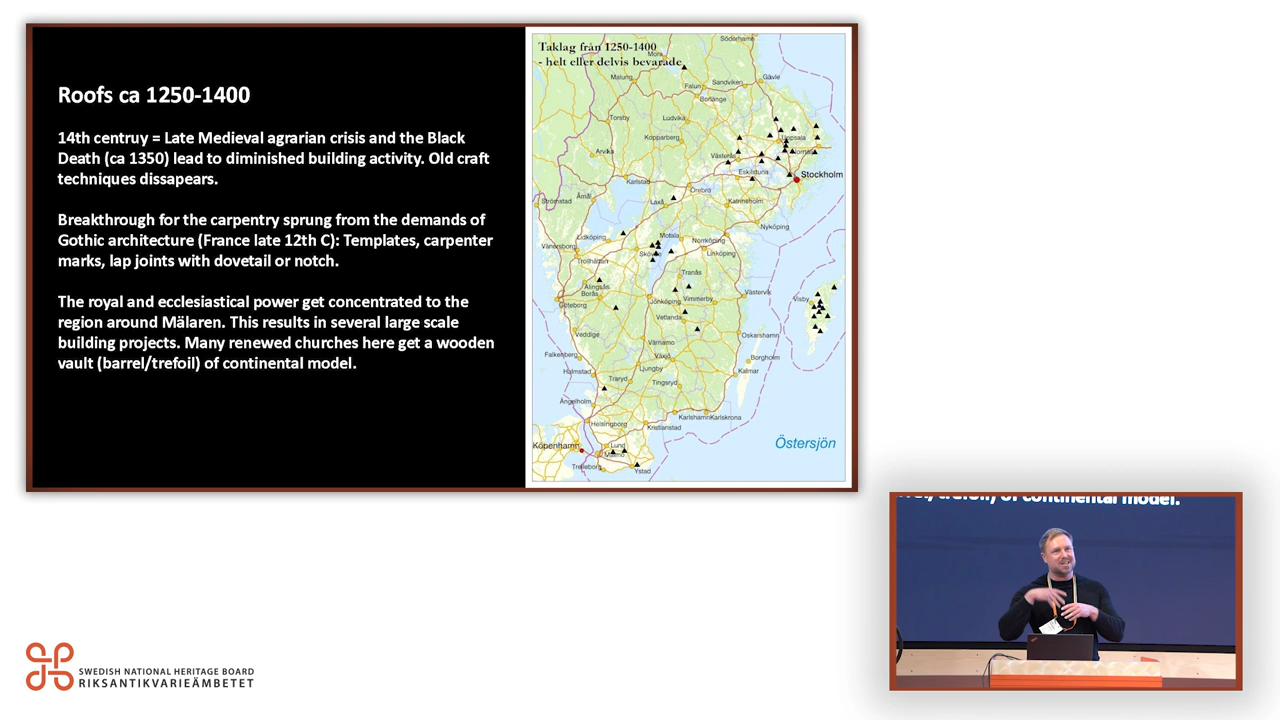 Roofs ca 1250-1400
14th centruy = Late Medieval agrarian crisis and the Black
Death (ca 1350) lead to diminished building activity. Old craft
techniques dissapears.
Breakthrough for the carpentry sprung from the demands of
Gothic architecture (France late 12th C): Templates, carpenter
marks, lap joints with dovetail or notch.
The royal and ecclesiastical power get concentrated to the
region around Mälaren. This results in several large scale
building projects. Many renewed churches here get a wooden
vault (barrel/trefoil) of continental model.
Taklag från 1250-1400
- helt eller delvis bevarade
Söderhamn
Mora
Malung
Falun
Sandviken
Gävle
Borlänge
Torsby
Ludvika
Kopparberg
Uppsala
Arvika
Västerås
Karlstad
Eskilstuna
Stockholm
Örebro
Strömstad
Åmål
Laxå
Katrineholm
Nyköping
Lidköping
Motala
Norrköping
Vänersborg
Skövde
Linköping
Trollhättan
Tranås
Alingsås
Borås
Västervik
Visby
Göteborg
Jönköping
Vimmerby
Vetlanda
Veddige
Oskarshamn
Värnamo
Falkenberg
Växjö
Borgholm
Halmstad
Ljungby
Kalmar
Traryd
Tingsryd
Ängelholm
Karlshamn
Karlskrona
Helsingborg
Kristianstad
Östersjön
Köpenhamn
Lund
Malmö
Trelleborg
Ystad
of continental model.
SWEDISH NATIONAL HERITAGE BOARD
RIKSANTIKVARIEÄMBETET